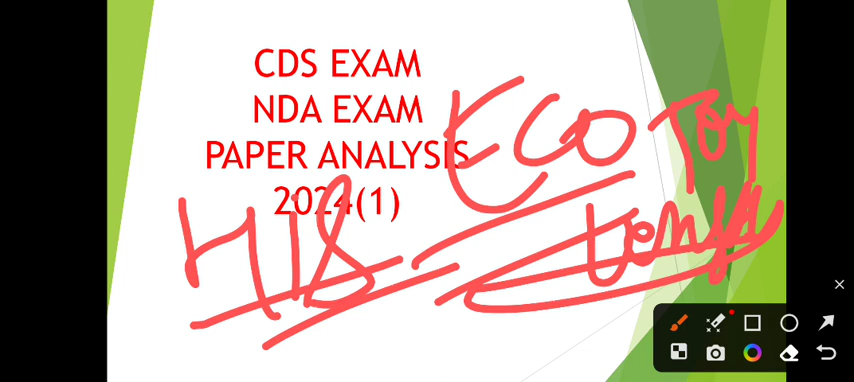 CDS EXAM
NDA EXAM
PAPER ANALYSIS
2024(1)
ECO
HIS